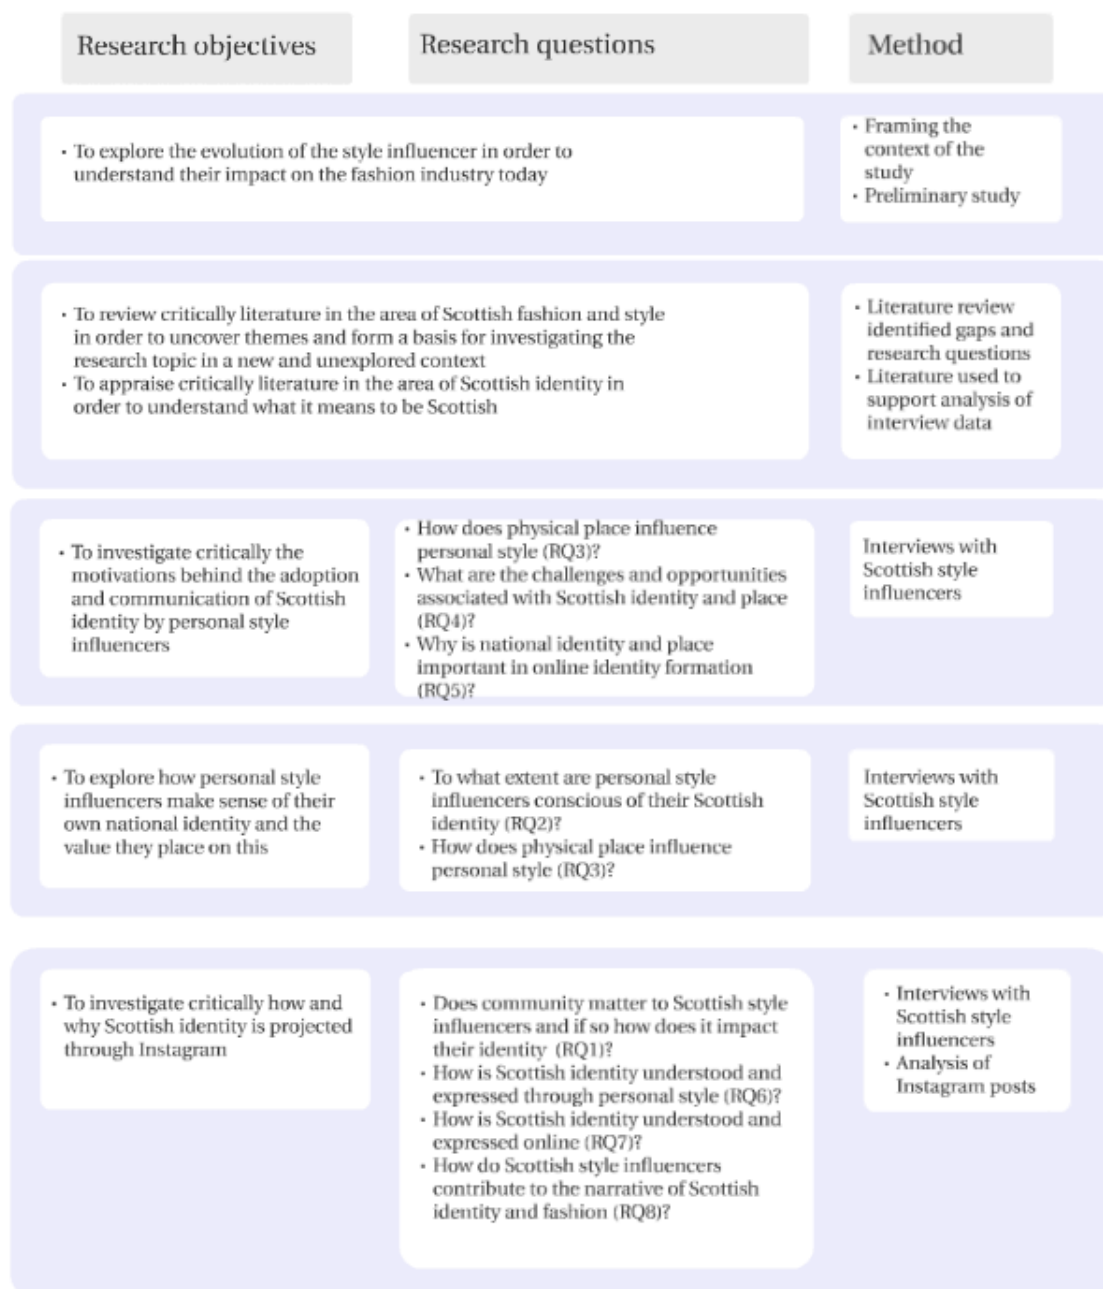 Research objectives
Research questions
Method
• To explore the evolution of the style influencer in order to
understand their impact on the fashion industry today
• Framing the
context of the
study
• Preliminary study
• To review critically literature in the area of Scottish fashion and style
in order to uncover themes and form a basis for investigating the
research topic in a new and unexplored context
• To appraise critically literature in the area of Scottish identity in
order to understand what it means to be Scottish
• Literature review
identified gaps and
research questions
• Literature used to
support analysis of
interview data
• To investigate critically the
motivations behind the adoption
and communication of Scottish
identity by personal style
influencers
• How does physical place influence
personal style (RQ3)?
• What are the challenges and opportunities
associated with Scottish identity and place
(RQ4)?
• Why is national identity and place
important in online identity formation
(RQ5)?
Interviews with
Scottish style
influencers
• To explore how personal style
influencers make sense of their
own national identity and the
value they place on this
• To what extent are personal style
influencers conscious of their Scottish
identity (RQ2)?
• How does physical place influence
personal style (RQ3)?
Interviews with
Scottish style
influencers
• To investigate critically how and
why Scottish identity is projected
through Instagram
• Does community matter to Scottish style
influencers and if so how does it impact
their identity (RQ1)?
• How is Scottish identity understood and
expressed through personal style (RQ6)?
• How is Scottish identity understood and
expressed online (RQ7)?
• How do Scottish style influencers
contribute to the narrative of Scottish
identity and fashion (RQ8)?
• Interviews with
Scottish style
influencers
• Analysis of
Instagram posts